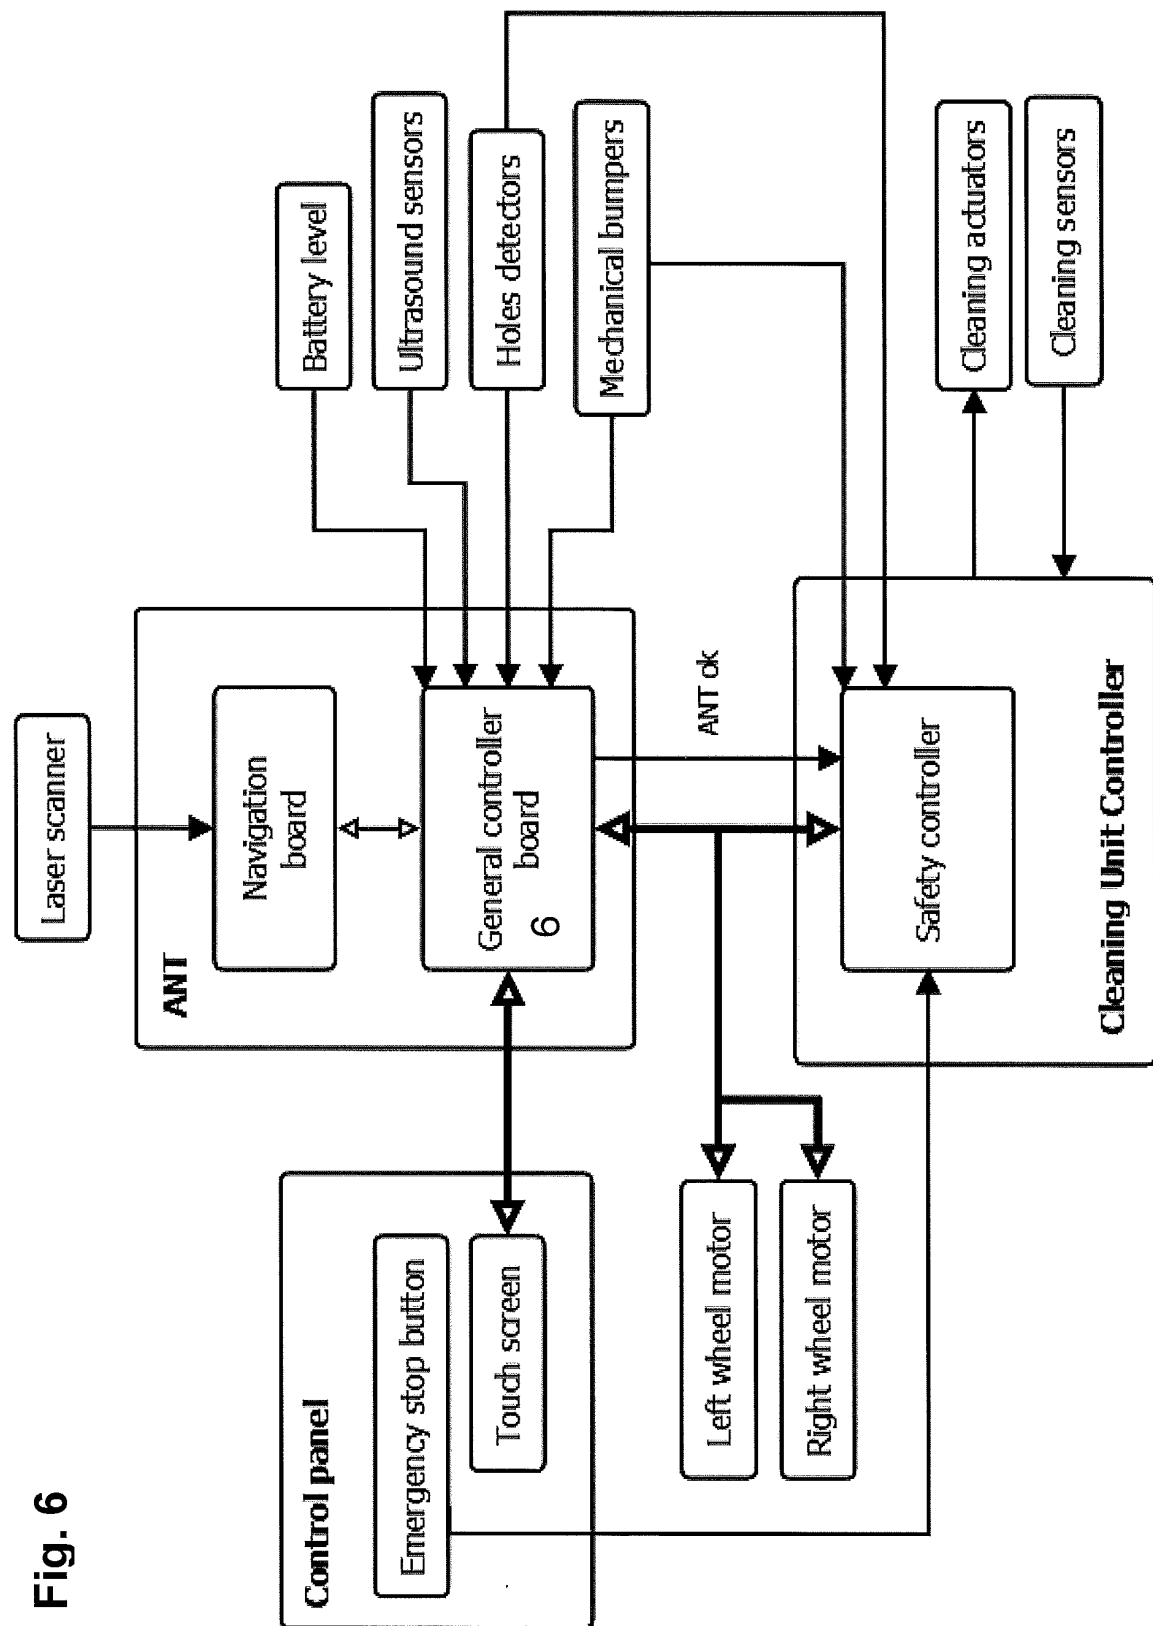 Fig. 6
Control panel
Emergency stop button
Touch screen
Left wheel motor
Right wheel motor
Laser scanner
ANT
Navigation
board
General controller
board
6
ANT ok
Safety controller
Cleaning Unit Controller
Battery level
Ultrasound sensors
Holes detectors
Mechanical bumpers
Cleaning actuators
Cleaning sensors